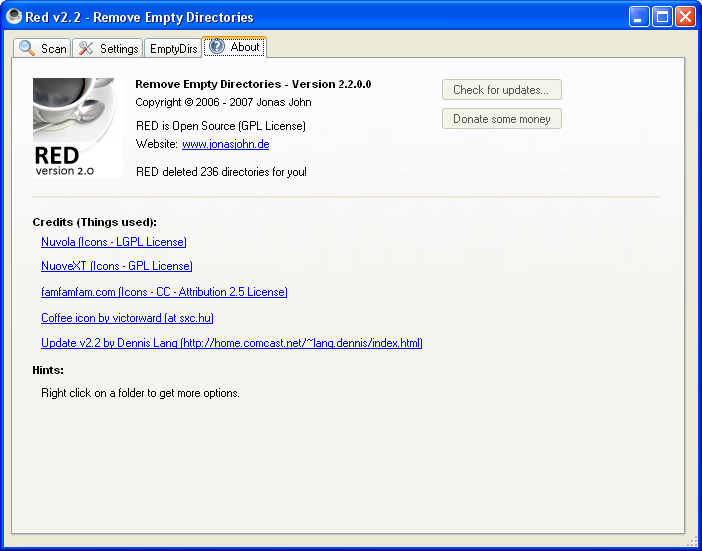 Red v2.2 - Remove Empty Directories
Scan
Settings
EmptyDirs
About
Remove Empty Directories - Version 2.2.0.0
Copyright © 2006 - 2007 Jonas John
RED is Open Source (GPL License)
Website: www.jonasjohn.de
RED deleted 236 directories for you!
RED
version 2.0
Check for updates...
Donate some money
Credits (Things used):
Nuvola (Icons - LGPL License)
NuoveXT (Icons - GPL License)
famfamfam.com (Icons - CC - Attribution 2.5 License)
Coffee icon by victorward (at sxc.hu)
Update v2.2 by Dennis Lang (http://home.comcast.net/~lang.dennis/index.html)
Hints:
Right click on a folder to get more options.